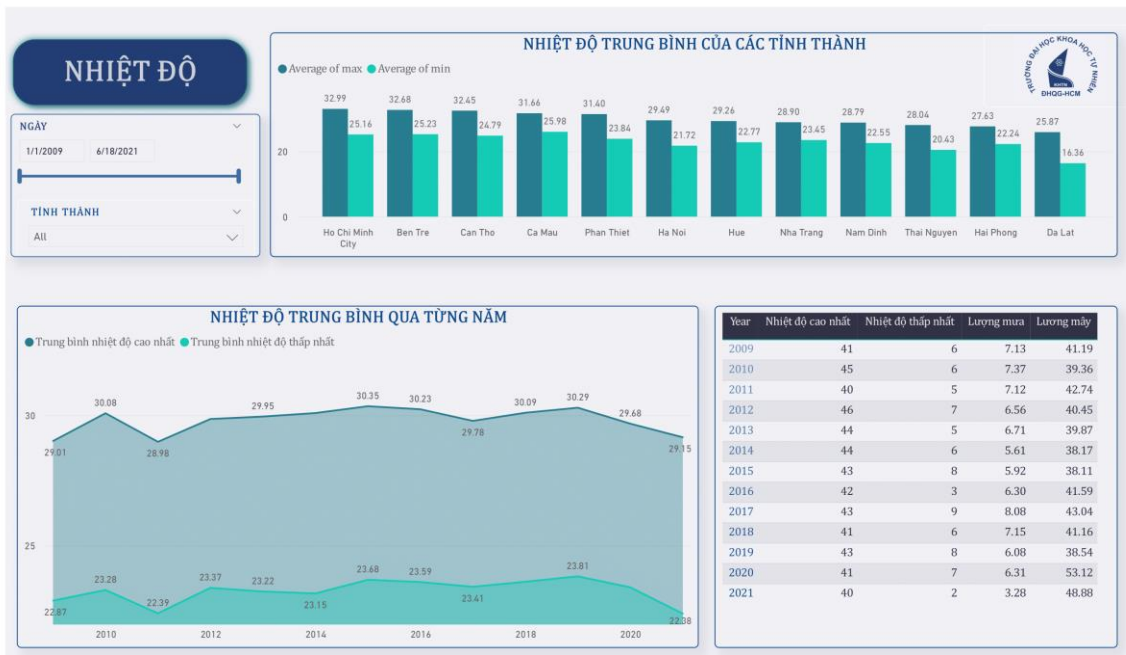 NHIỆT ĐỘ
NGÀY
1/1/2009 6/18/2021
TỈNH THÀNH
All
NHIỆT ĐỘ TRUNG BÌNH CỦA CÁC TỈNH THÀNH
Average of max Average of min
TRƯỜNG ĐẠI HỌC KHOA HỌC TỰ NHIÊN
ĐHQG-HCM
32.99 32.68 32.45 31.66 31.40 29.49 29.26 28.90 28.79 28.04 27.63 25.87
25.16 25.23 24.79 25.98 23.84 21.72 22.77 23.45 22.55 20.43 22.24 16.36
20
0
Ho Chi Minh City Ben Tre Can Tho Ca Mau Phan Thiet Ha Noi Hue Nha Trang Nam Dinh Thai Nguyen Hai Phong Da Lat
NHIỆT ĐỘ TRUNG BÌNH QUA TỪNG NĂM
Trung bình nhiệt độ cao nhất Trung bình nhiệt độ thấp nhất
30
25
29.01 30.08 28.98 29.95 30.35 30.23 29.78 30.09 30.29 29.68 29.15
22.87 23.28 22.39 23.37 23.22 23.15 23.68 23.59 23.41 23.81 22.38
2010 2012 2014 2016 2018 2020
Year Nhiệt độ cao nhất Nhiệt độ thấp nhất Lượng mưa Lương mây
2009 41 6 7.13 41.19
2010 45 6 7.37 39.36
2011 40 5 7.12 42.74
2012 46 7 6.56 40.45
2013 44 5 6.71 39.87
2014 44 6 5.61 38.17
2015 43 8 5.92 38.11
2016 42 3 6.30 41.59
2017 43 9 8.08 43.04
2018 41 6 7.15 41.16
2019 43 8 6.08 38.54
2020 41 7 6.31 53.12
2021 40 2 3.28 48.88